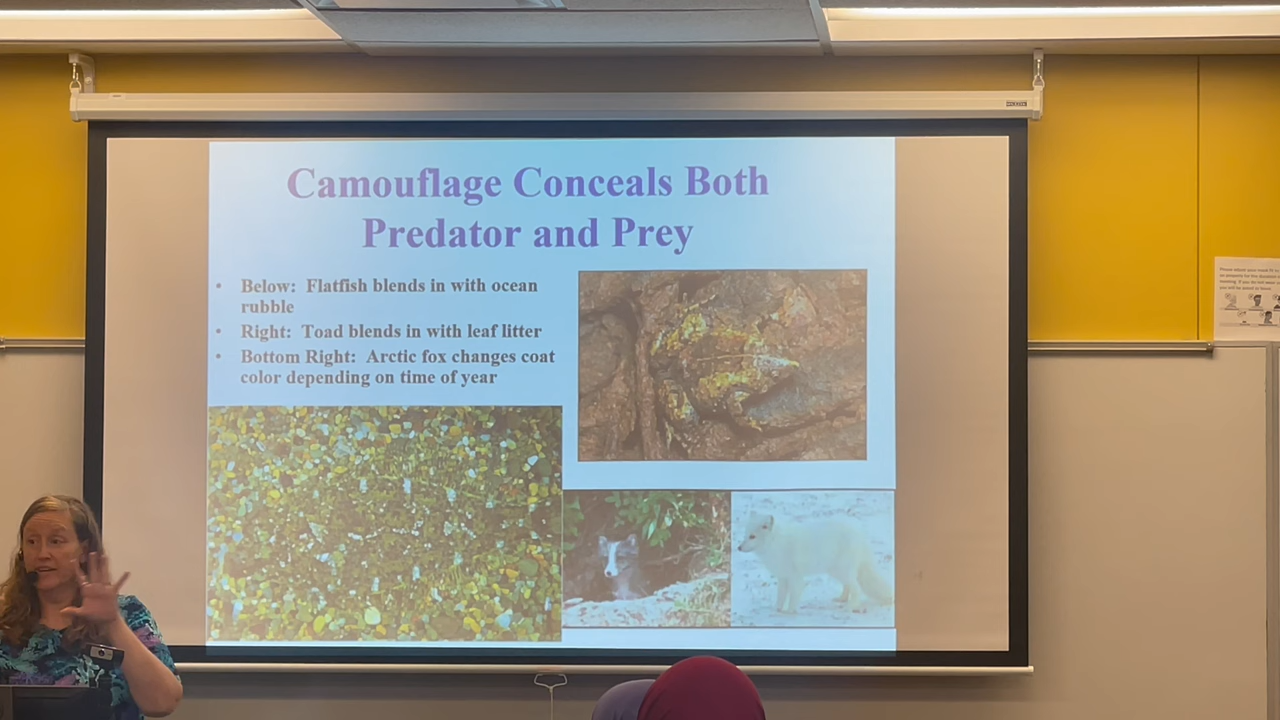 Camouflage Conceals Both
Predator and Prey
• Below: Flatfish blends in with ocean
rubble
• Right: Toad blends in with leaf litter
• Bottom Right: Arctic fox changes coat
color depending on time of year